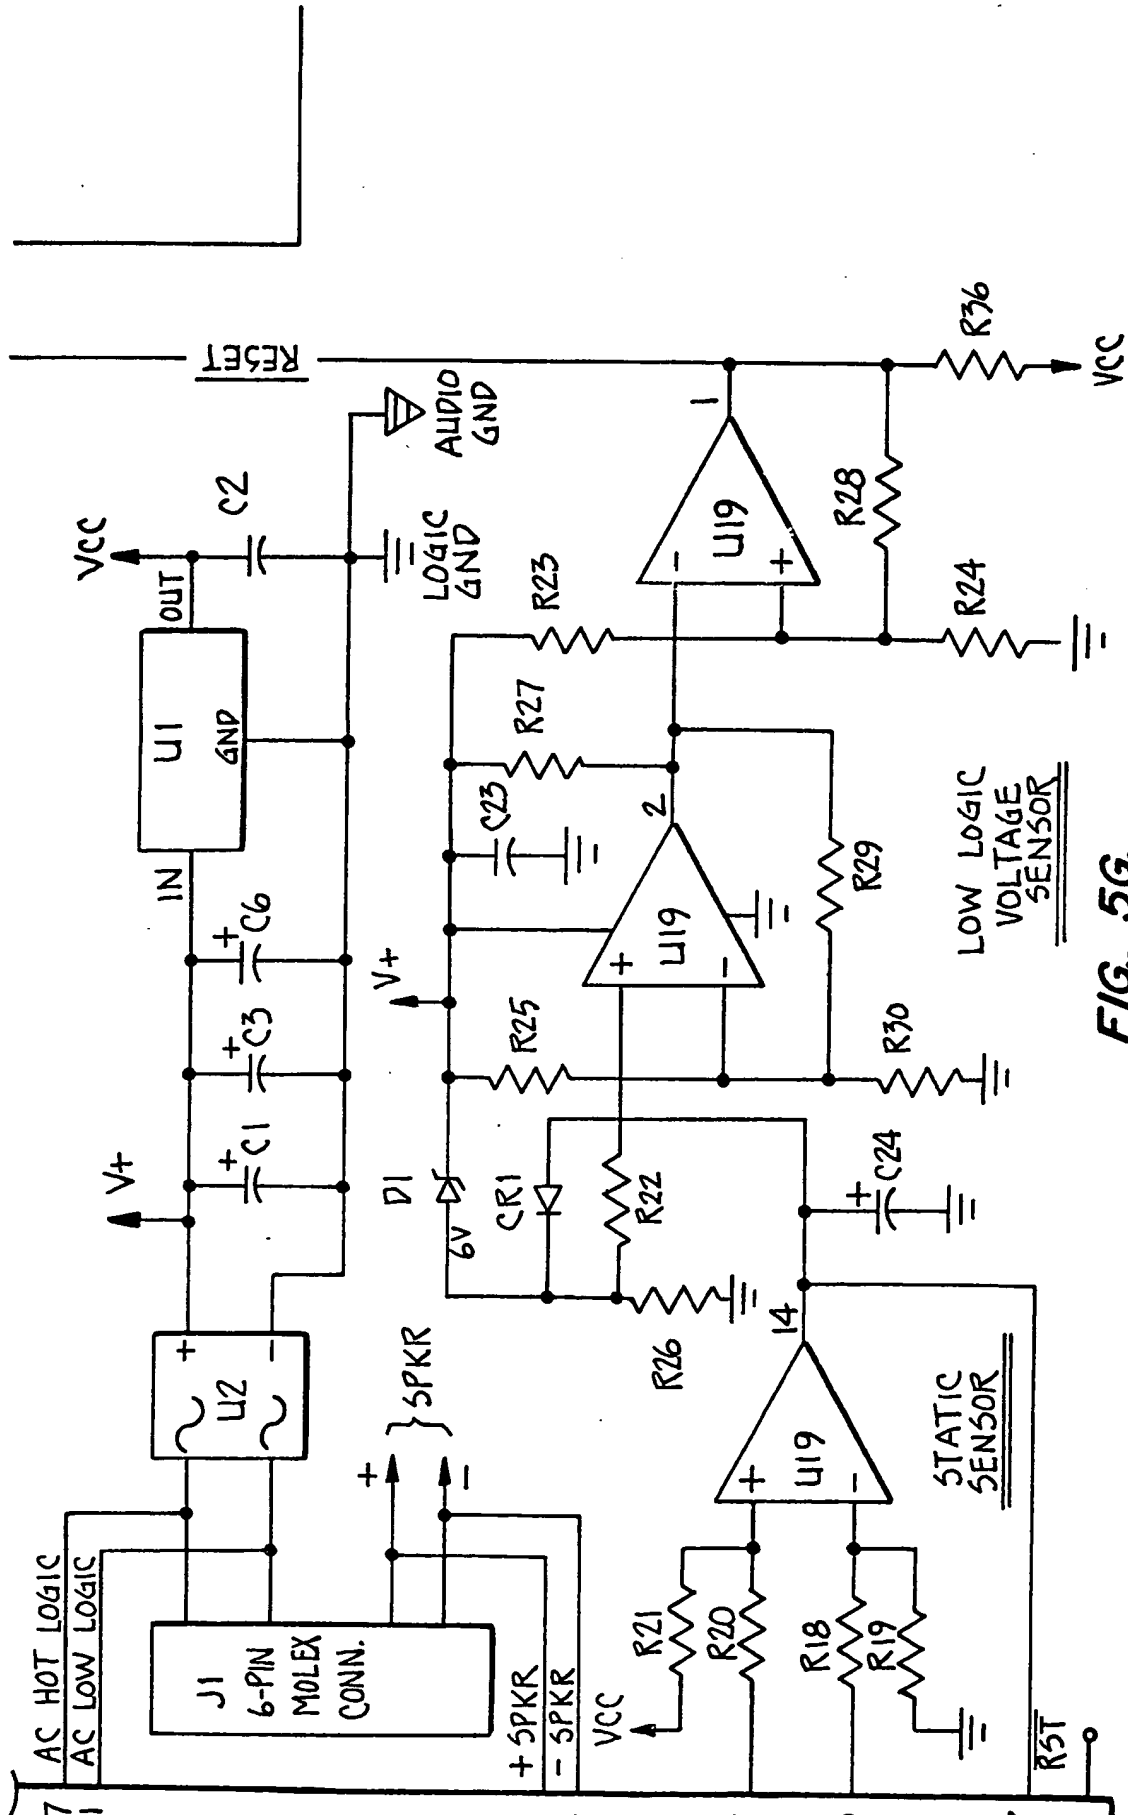 AC HOT LOGIC
AC LOW LOGIC
J1
6-PIN
MOLEX
CONN.
+ SPKR
- SPKR
+
-
SPKR
U2
+
-
V+
+
C1
+
C3
+
C6
IN
U1
GND
OUT
VCC
C2
LOGIC
GND
AUDIO
GND
RESET
VCC
R21
R20
R18
R19
+
-
U19
14
STATIC
SENSOR
RST
R26
D1
6V
CR1
R22
+
C24
V+
R25
R30
C23
+
-
U19
2
R27
R29
R23
R24
-
+
U19
1
R28
R36
VCC
LOW LOGIC
VOLTAGE
SENSOR
FIG. 5G.